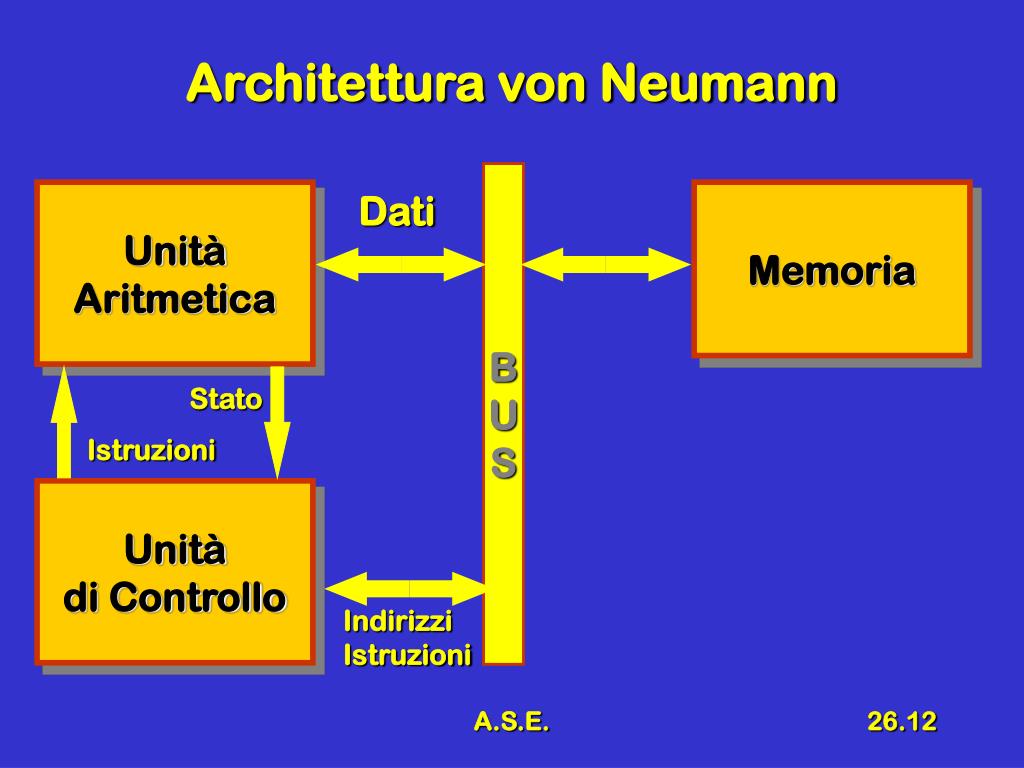 Architettura von Neumann
Dati
Unità
Aritmetica
Memoria
B
U
S
Stato
Istruzioni
Unità
di Controllo
Indirizzi
Istruzioni
A.S.E.
26.12